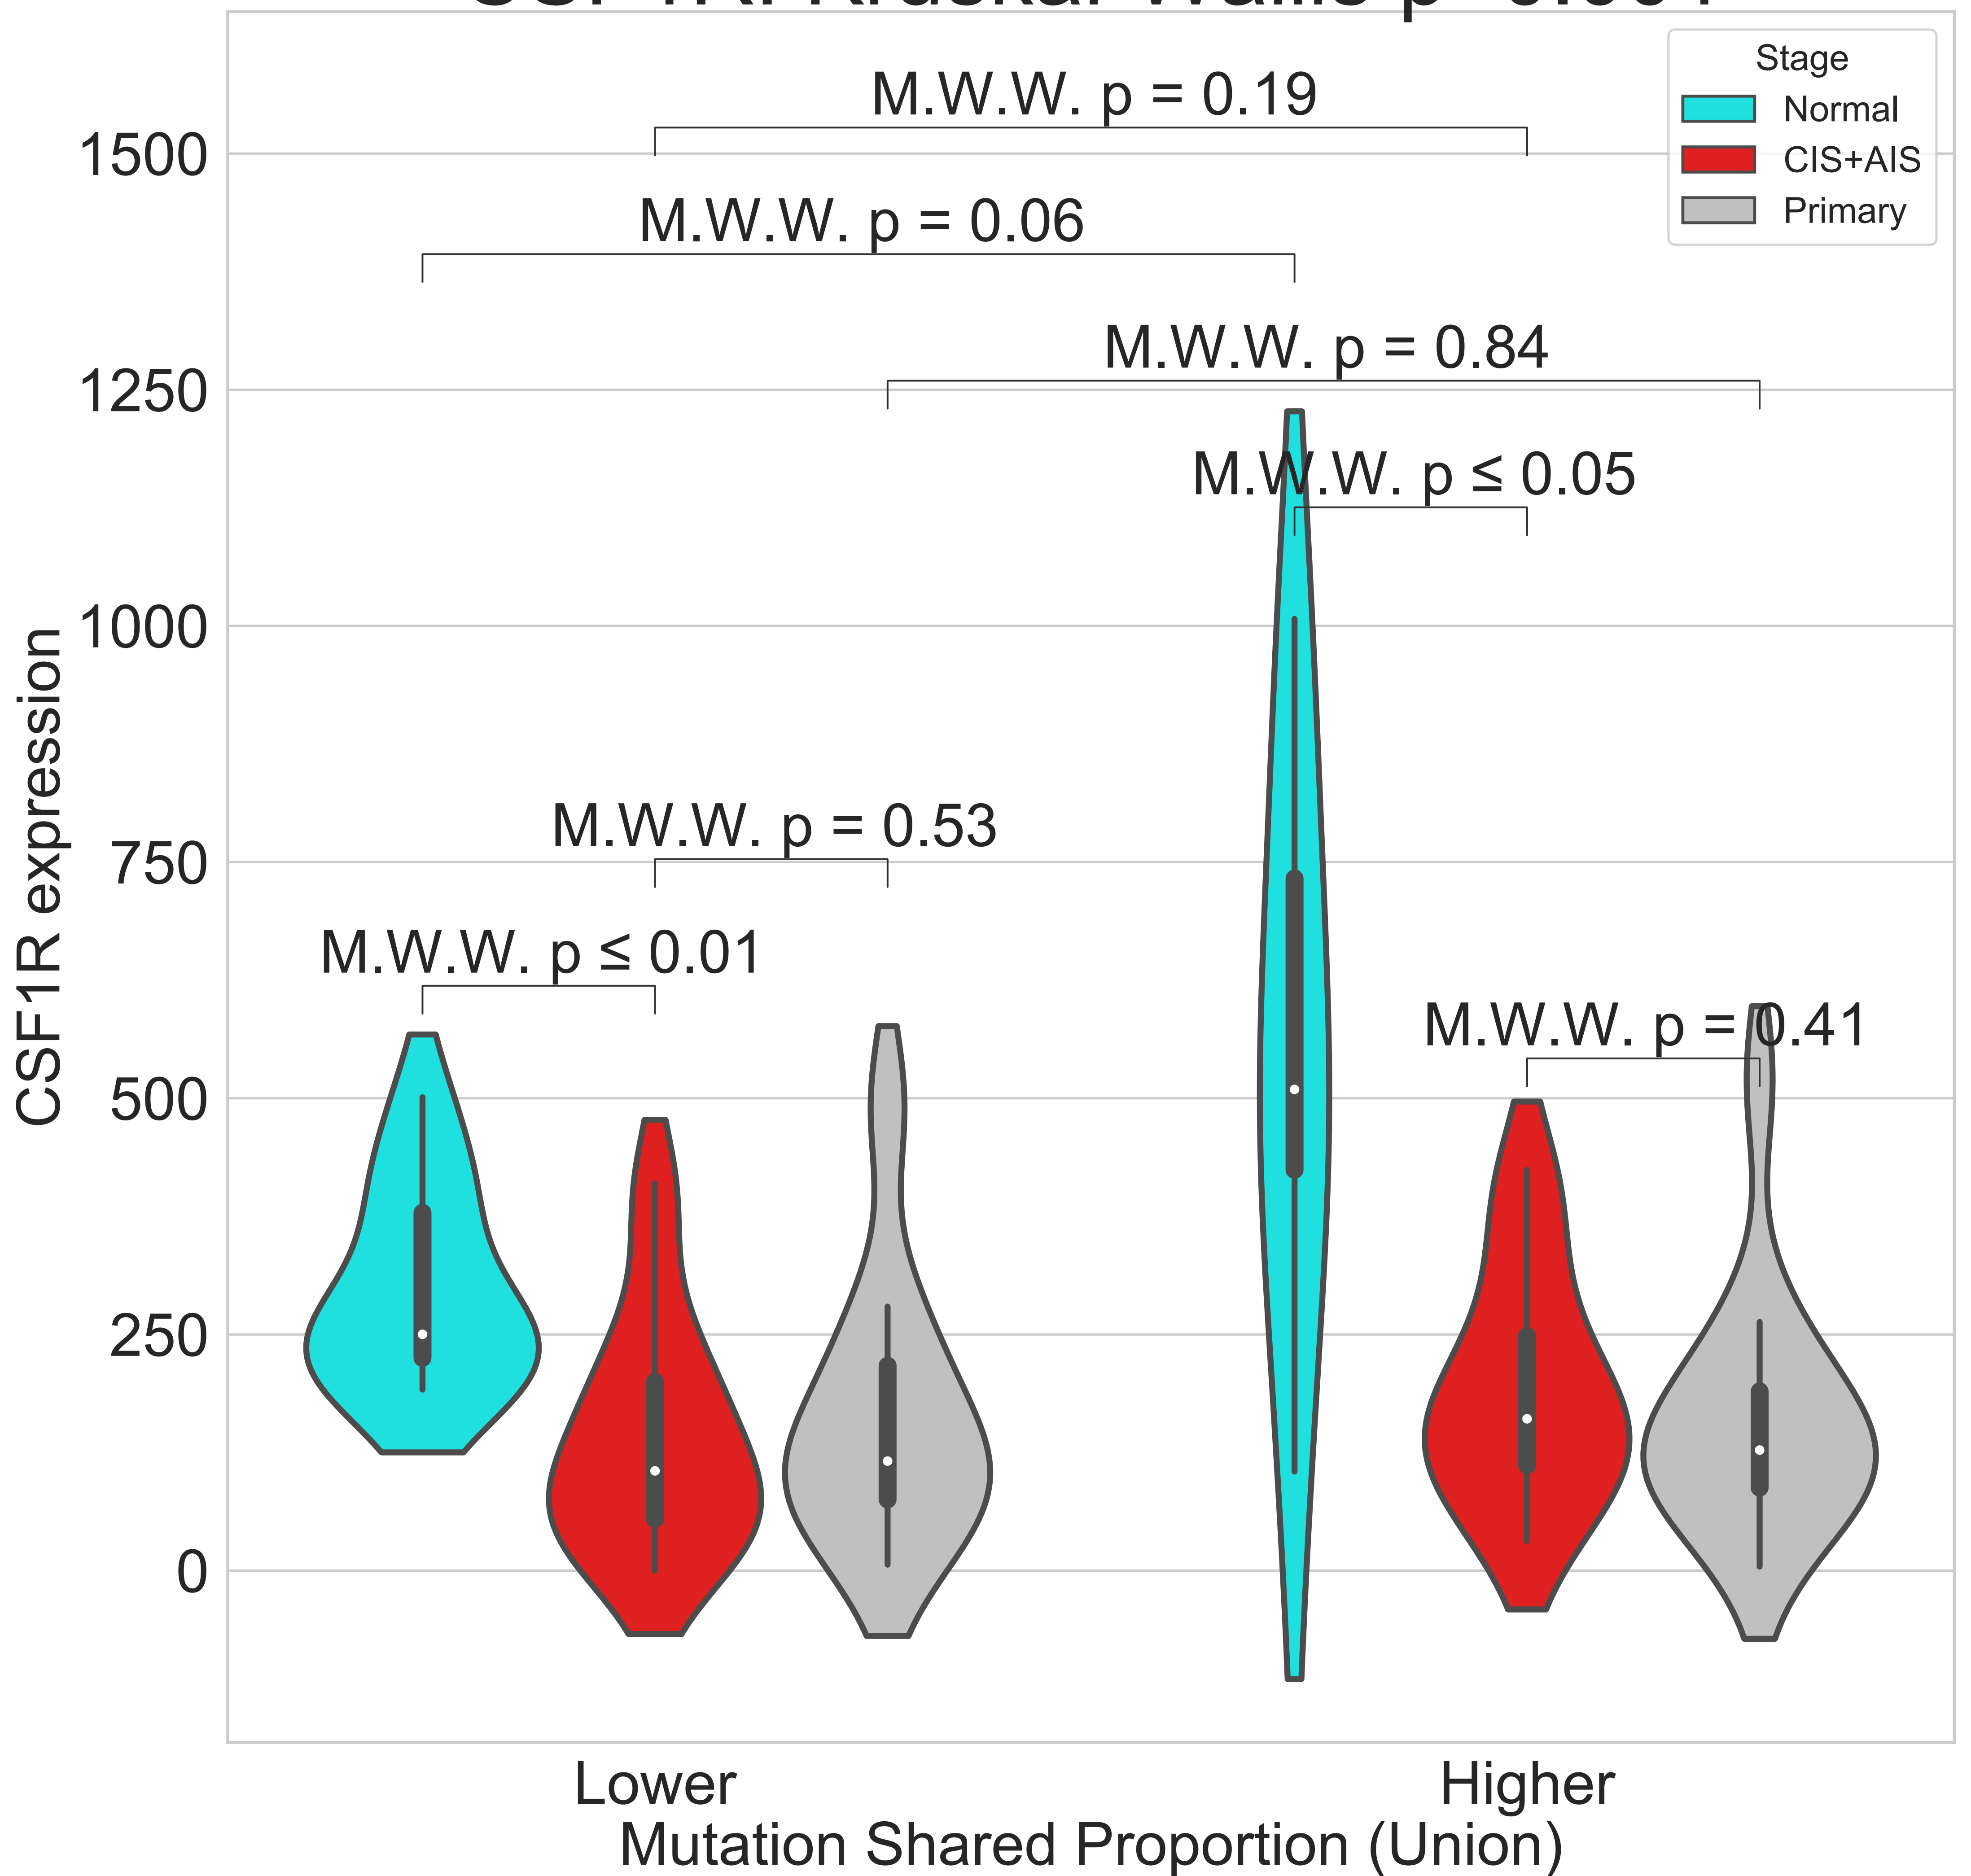 Stage
Normal
CIS+AIS
Primary
M.W.W. p = 0.19
M.W.W. p = 0.06
M.W.W. p = 0.84
M.W.W. p ≤ 0.05
M.W.W. p = 0.53
M.W.W. p ≤ 0.01
M.W.W. p = 0.41
CSF1R expression
1500
1250
1000
750
500
250
0
Lower
Higher
Mutation Shared Proportion (Union)